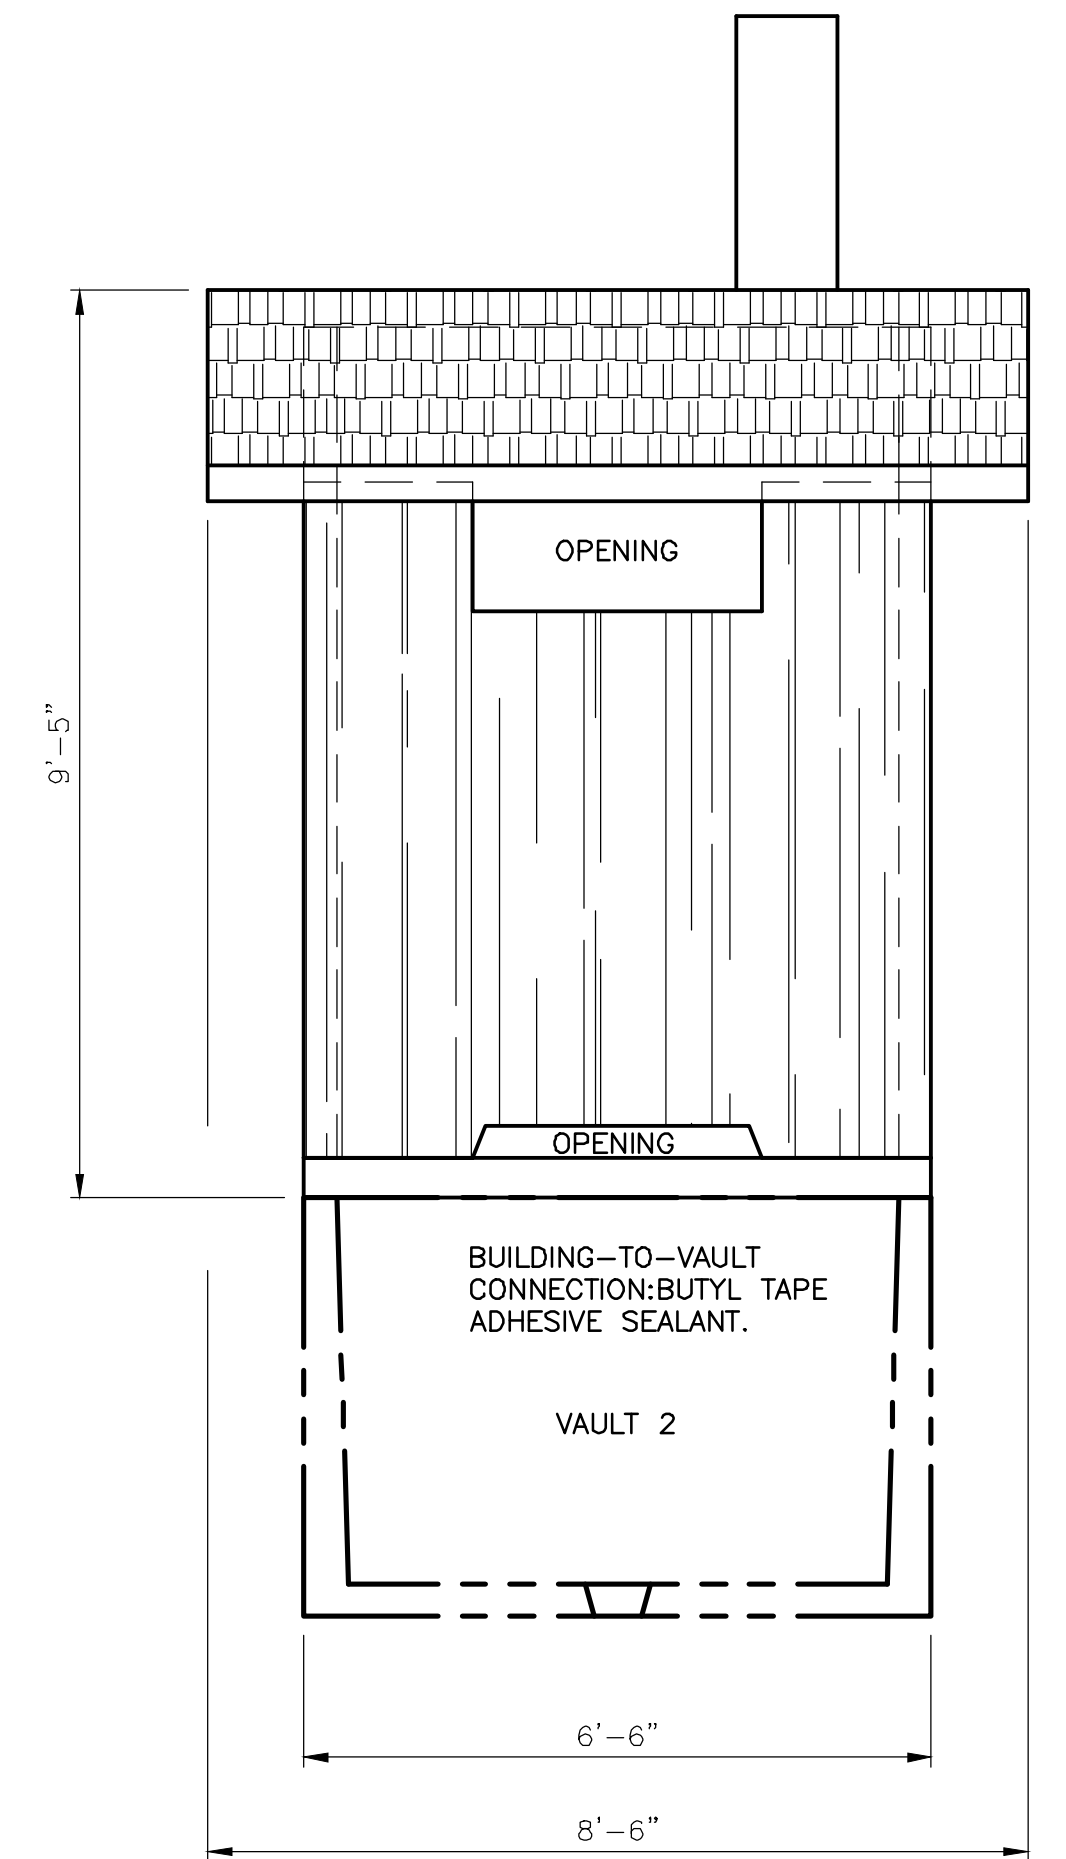 OPENING
9'-5"
OPENING
BUILDING-TO-VAULT
CONNECTION:BUTYL TAPE
ADHESIVE SEALANT.
VAULT 2
6'-6"
8'-6"